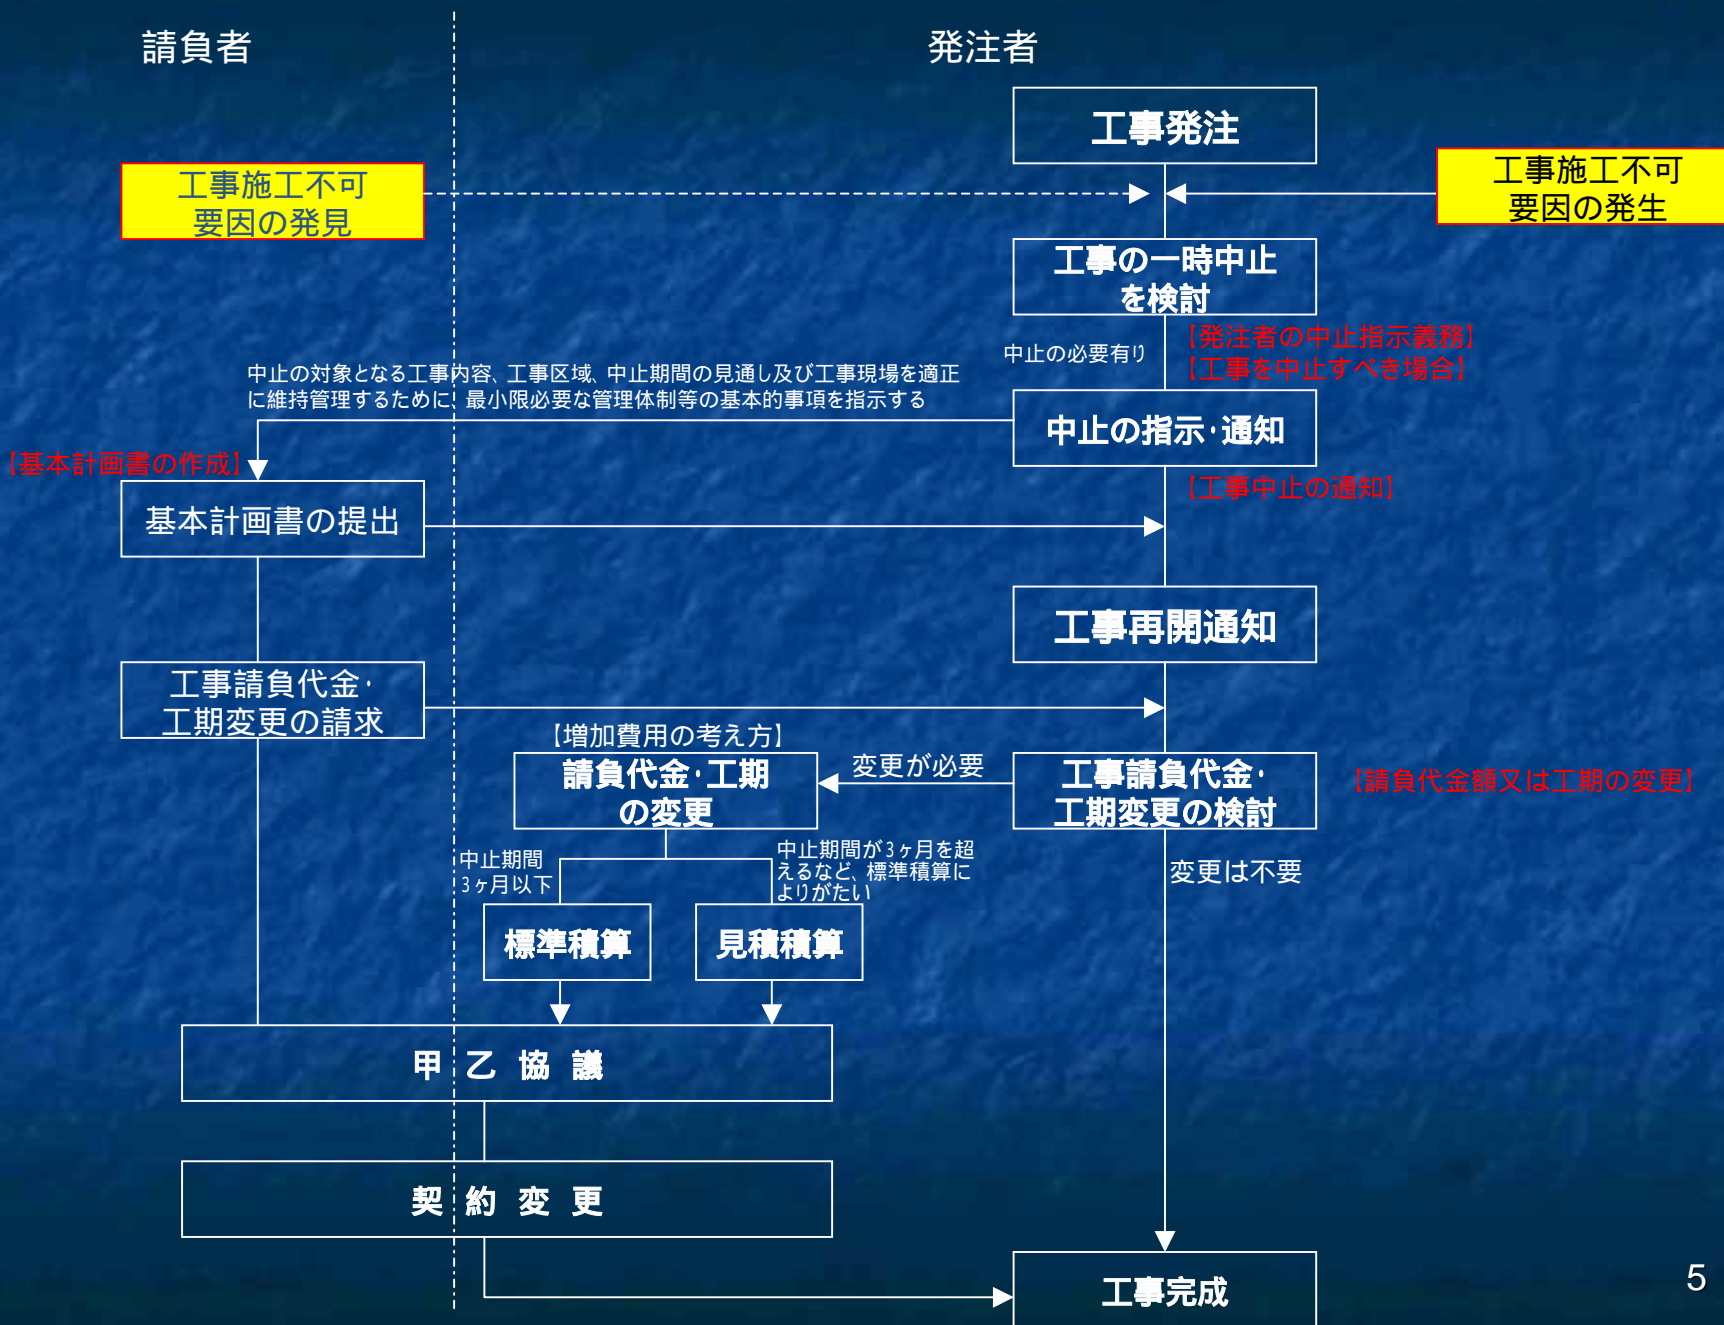 請負者
発注者
工事発注
工事施工不可
要因の発見
工事施工不可
要因の発生
工事の一時中止
を検討
中止の必要有り
【発注者の中止指示義務】
【工事を中止すべき場合】
中止の対象となる工事内容、工事区域、中止期間の見通し及び工事現場を適正
に維持管理するために、最小限必要な管理体制等の基本的事項を指示する
中止の指示・通知
【基本計画書の作成】
【工事中止の通知】
基本計画書の提出
工事再開通知
工事請負代金・
工期変更の請求
【増加費用の考え方】
請負代金・工期
の変更
変更が必要
工事請負代金・
工期変更の検討
【請負代金額又は工期の変更】
中止期間
3ヶ月以下
中止期間が3ヶ月を超
えるなど、標準積算に
よりがたい
変更は不要
標準積算
見積積算
甲 乙 協 議
契 約 変 更
工事完成
5